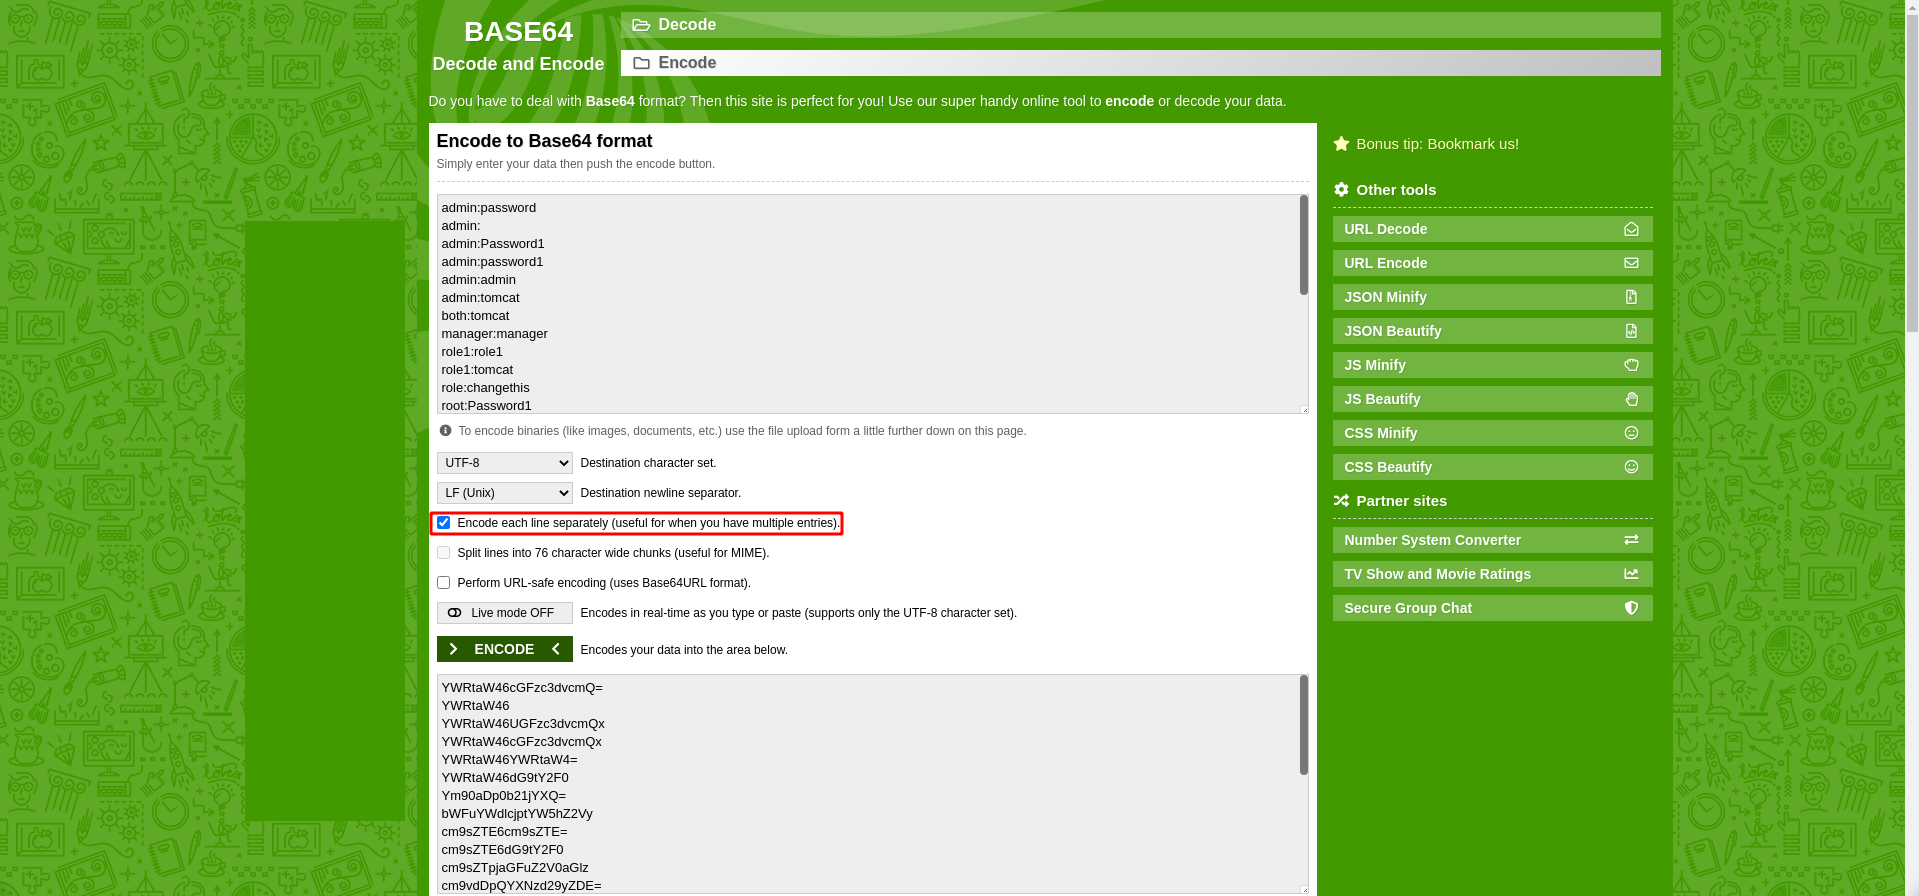 BASE64
Decode and Encode
Decode
Encode
Do you have to deal with Base64 format? Then this site is perfect for you! Use our super handy online tool to encode or decode your data.
Encode to Base64 format
Simply enter your data then push the encode button.
admin:password
admin:
admin:Password1
admin:password1
admin:admin
admin:tomcat
both:tomcat
manager:manager
role1:role1
role1:tomcat
role:changethis
root:Password1
To encode binaries (like images, documents, etc.) use the file upload form a little further down on this page.
UTF-8 Destination character set.
LF (Unix) Destination newline separator.
Encode each line separately (useful for when you have multiple entries).
Split lines into 76 character wide chunks (useful for MIME).
Perform URL-safe encoding (uses Base64URL format).
Live mode OFF Encodes in real-time as you type or paste (supports only the UTF-8 character set).
ENCODE Encodes your data into the area below.
YWRtaW46cGFzc3dvcmQ=
YWRtaW46
YWRtaW46UGFzc3dvcmQx
YWRtaW46cGFzc3dvcmQx
YWRtaW46YWRtaW4=
YWRtaW46dG9tY2F0
Ym90aDp0b21jYXQ=
bWFuYWdlcjptYW5hZ2Vy
cm9sZTE6cm9sZTE=
cm9sZTE6dG9tY2F0
cm9sZTpjaGFuZ2V0aGlz
cm9vdDpQYXNzd29yZDE=
Bonus tip: Bookmark us!
Other tools
URL Decode
URL Encode
JSON Minify
JSON Beautify
JS Minify
JS Beautify
CSS Minify
CSS Beautify
Partner sites
Number System Converter
TV Show and Movie Ratings
Secure Group Chat